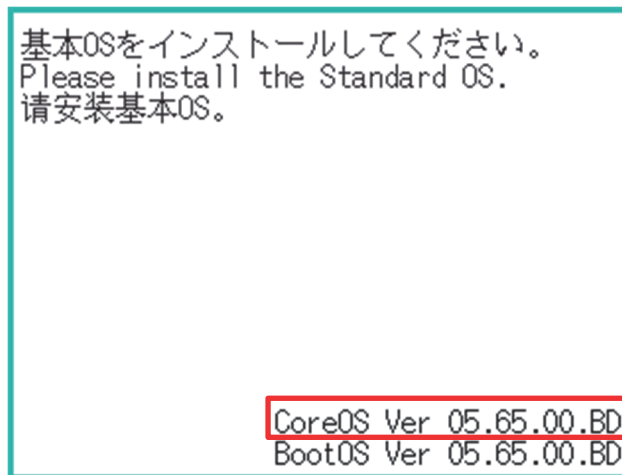 基本OSをインストールしてください。
Please install the Standard OS.
请安装基本OS。
CoreOS Ver 05.65.00.BD
BootOS Ver 05.65.00.BD